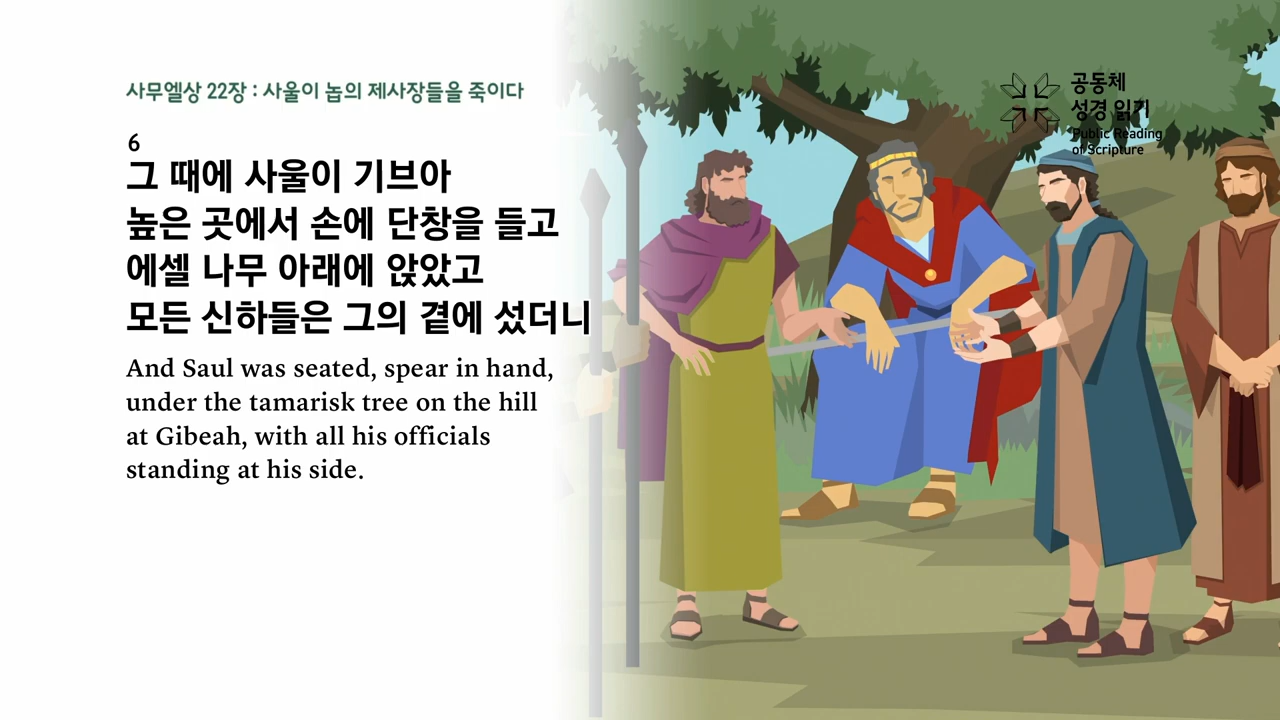 사무엘상 22장 : 사울이 놉의 제사장들을 죽이다
공동체
성경 읽기
Public Reading
of Scripture
6
그 때에 사울이 기브아
높은 곳에서 손에 단창을 들고
에셀 나무 아래에 앉았고
모든 신하들은 그의 곁에 섰더니
And Saul was seated, spear in hand,
under the tamarisk tree on the hill
at Gibeah, with all his officials
standing at his side.